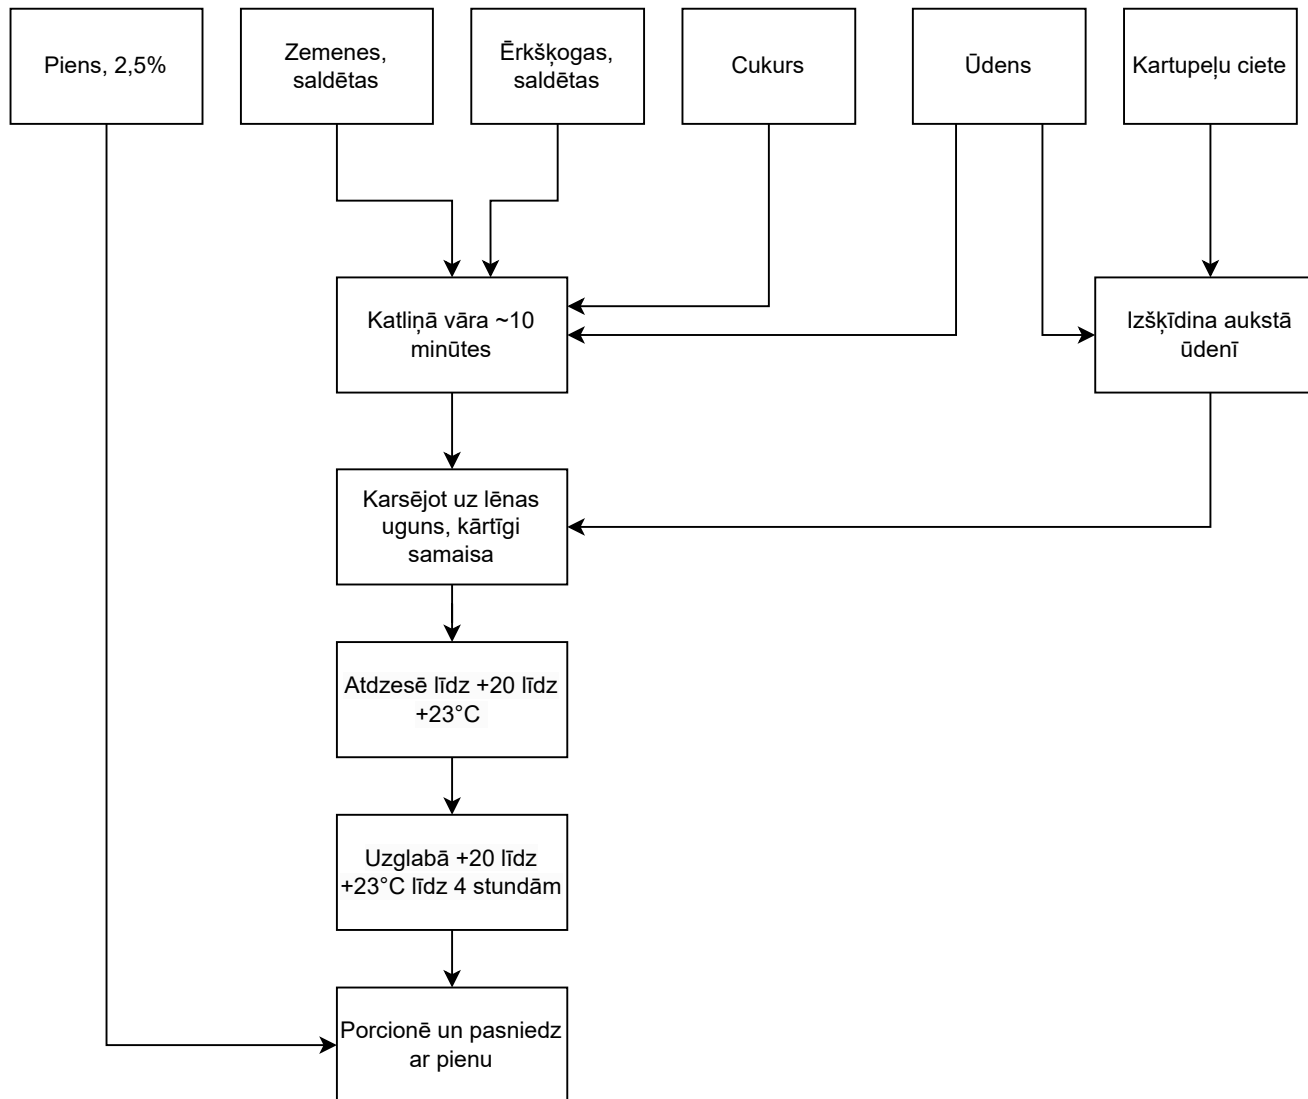 Piens, 2,5%
Zemenes,
saldētas
Ērkšķogas,
saldētas
Cukurs
Ūdens
Kartupeļu ciete
Katliņā vāra ~10
minūtes
Izšķīdina aukstā
ūdenī
Karsējot uz lēnas
uguns, kārtīgi
samaisa
Atdzesē līdz +20 līdz
+23°C
Uzglabā +20 līdz
+23°C līdz 4 stundām
Porcionē un pasniedz
ar pienu